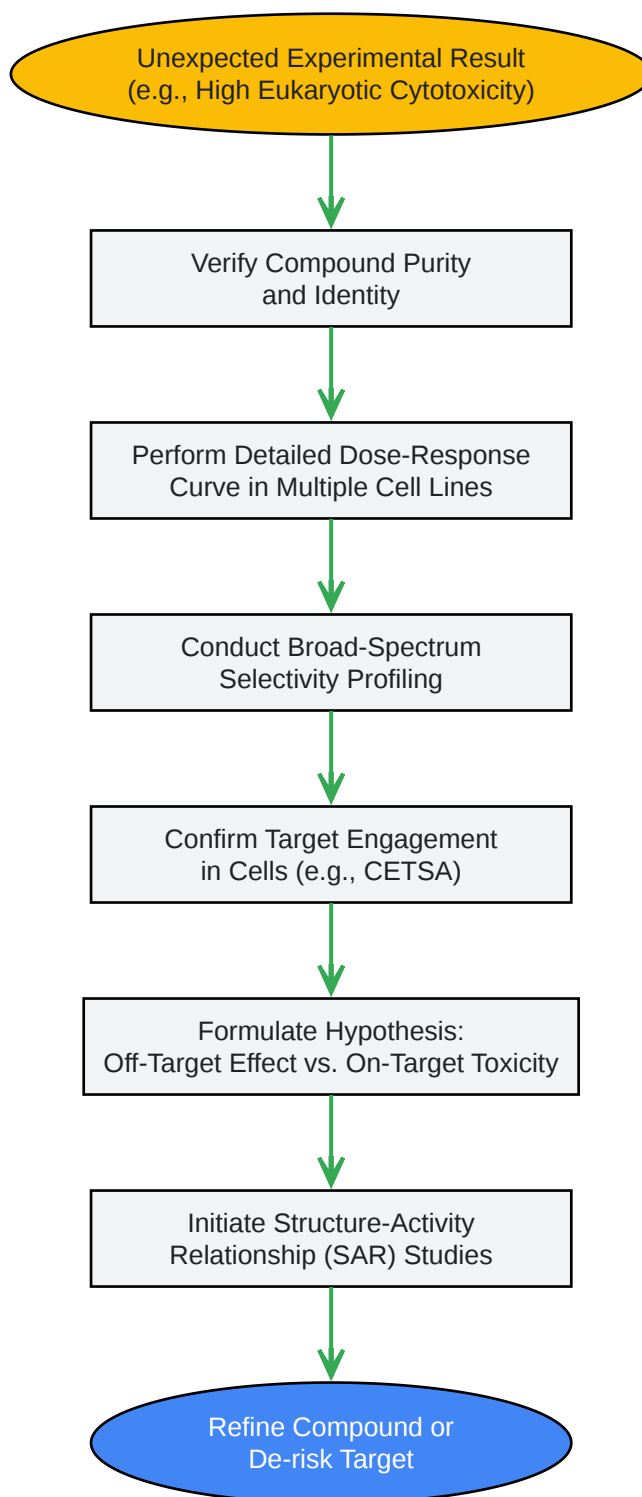 Unexpected Experimental Result
(e.g., High Eukaryotic Cytotoxicity)
Verify Compound Purity
and Identity
Perform Detailed Dose-Response
Curve in Multiple Cell Lines
Conduct Broad-Spectrum
Selectivity Profiling
Confirm Target Engagement
in Cells (e.g., CETSA)
Formulate Hypothesis:
Off-Target Effect vs. On-Target Toxicity
Initiate Structure-Activity
Relationship (SAR) Studies
Refine Compound or
De-risk Target